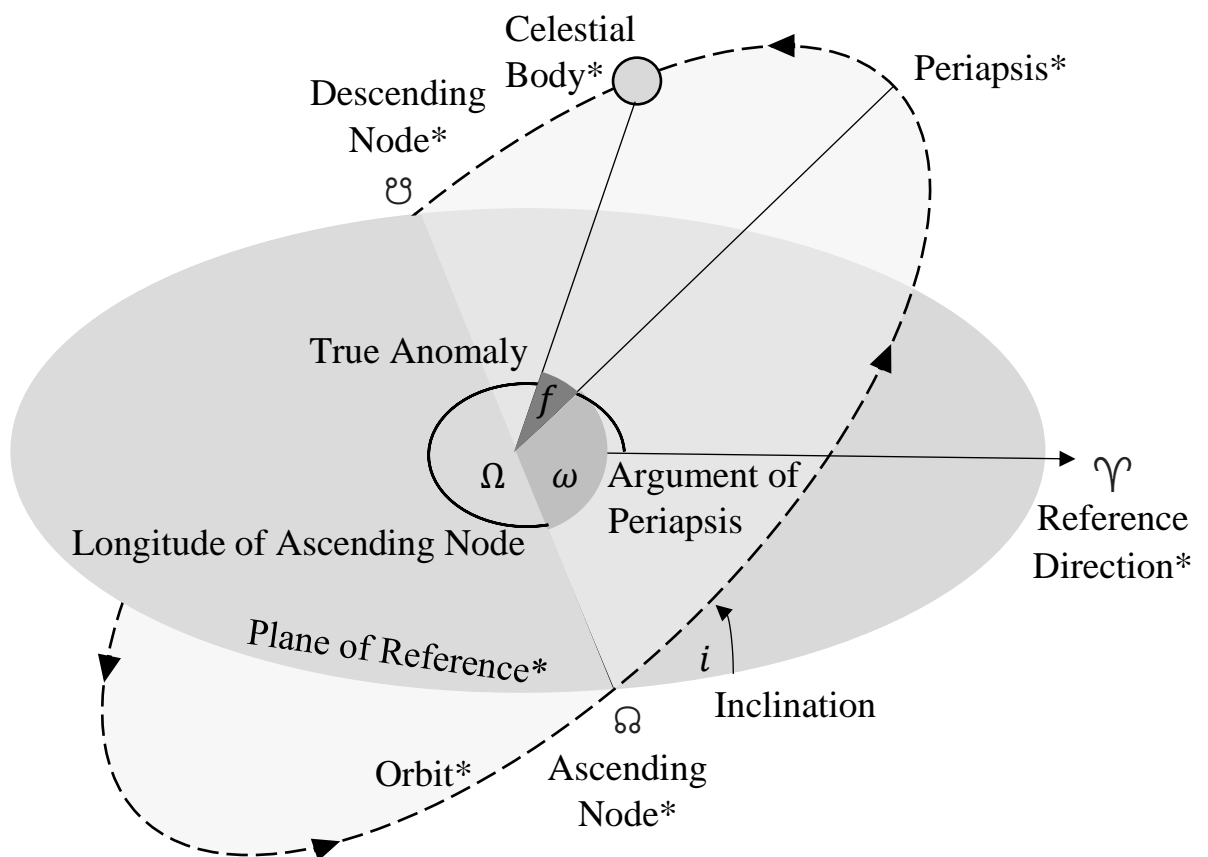 Celestial
Body*
Periapsis*
Descending
Node*
☋
True Anomaly
f
Ω
ω
Argument of
Periapsis
♈
Reference
Direction*
Longitude of Ascending Node
Plane of Reference*
i
Inclination
☊
Orbit*
Ascending
Node*